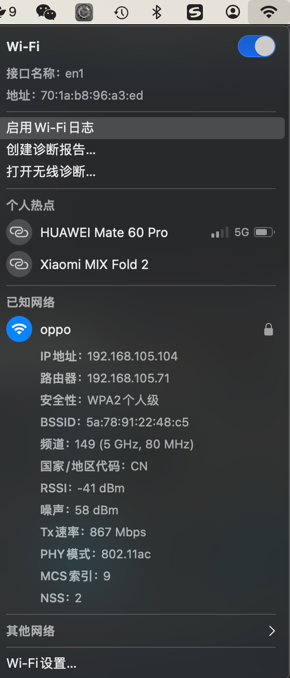 9
Wi-Fi
接口名称：en1
地址：70:1a:b8:96:a3:ed
启用Wi-Fi日志
创建诊断报告...
打开无线诊断...
个人热点
HUAWEI Mate 60 Pro 5G
Xiaomi MIX Fold 2
已知网络
oppo
IP地址：192.168.105.104
路由器：192.168.105.71
安全性：WPA2个人级
BSSID：5a:78:91:22:48:c5
频道：149 (5 GHz, 80 MHz)
国家/地区代码：CN
RSSI：-41 dBm
噪声：58 dBm
Tx速率：867 Mbps
PHY模式：802.11ac
MCS索引：9
NSS：2
其他网络
Wi-Fi设置...